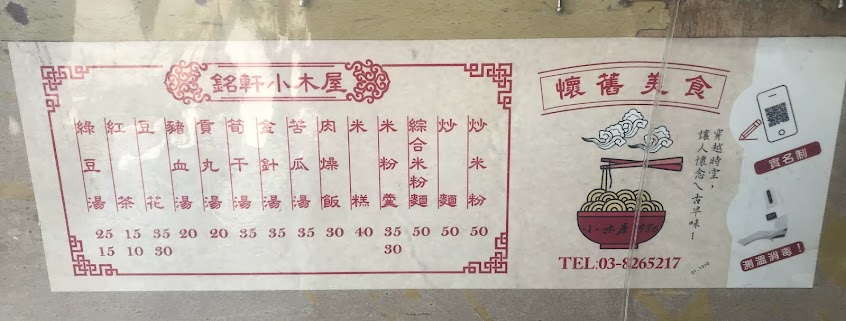 銘軒小木屋
炒米粉 50
炒麵 50
綜合米粉麵 50
米粉羹 35 30
米糕 40
肉燥飯 30
苦瓜湯 35
金針湯 35
筍干湯 35
貢丸湯 20
豬血湯 20
豆花 35 30
紅茶 15 10
綠豆湯 25 15
懷舊美食
穿越時空，
讓人懷念ㄟ古早味！
小木屋
TEL:03-8265217
實名制
測溫消毒！